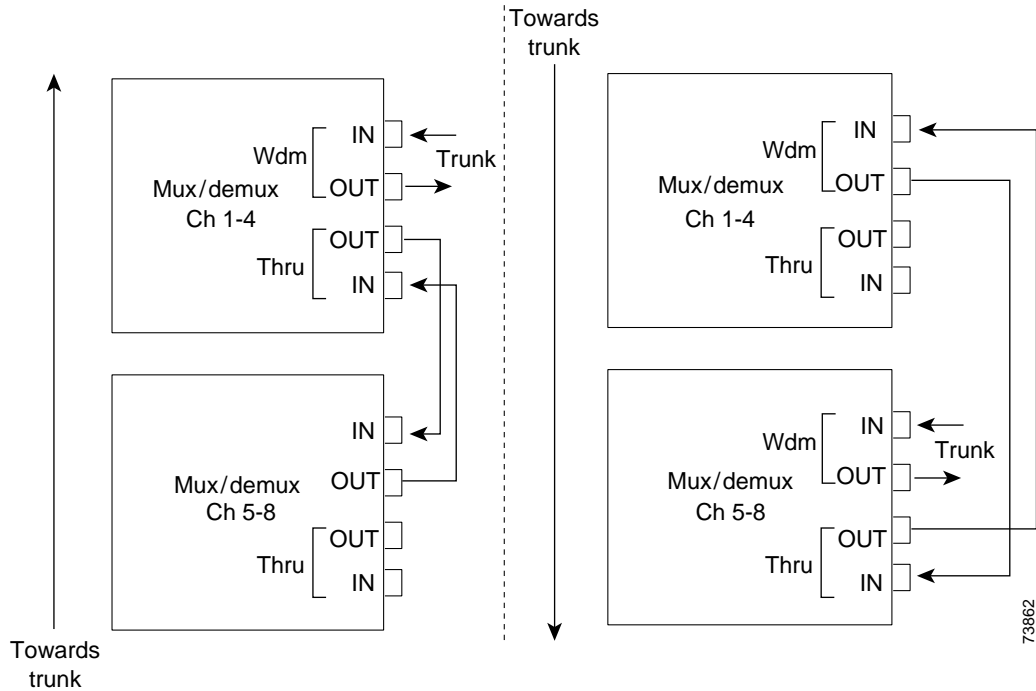 Towards
trunk
IN
Wdm
Trunk
OUT
Mux/demux
Ch 1-4
OUT
Thru
IN
IN
OUT
Mux/demux
Ch 5-8
OUT
Thru
IN
Towards
trunk
IN
Wdm
OUT
Mux/demux
Ch 1-4
OUT
Thru
IN
IN
Wdm
Trunk
OUT
Mux/demux
Ch 5-8
OUT
Thru
IN
73862